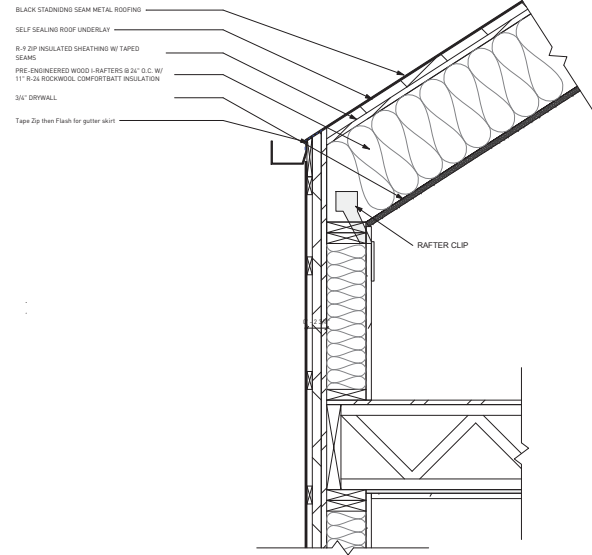 BLACK STADNIDNG SEAM METAL ROOFING
SELF SEALING ROOF UNDERLAY
R-9 ZIP INSULATED SHEATHING W/ TAPED
SEAMS
PRE-ENGINEERED WOOD I-RAFTERS @ 24" O.C. W/
11" R-24 ROCKWOOL COMFORTBATT INSULATION
3/4" DRYWALL
Tape Zip then Flash for gutter skirt
RAFTER CLIP